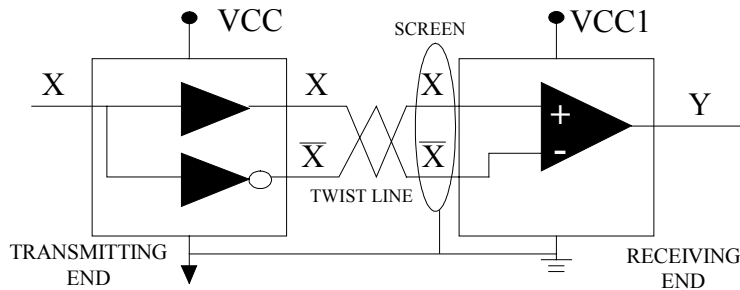 VCC
SCREEN
VCC1
X
X
X
Y
+
X̅
X̅
-
TWIST LINE
TRANSMITTING
END
RECEIVING
END